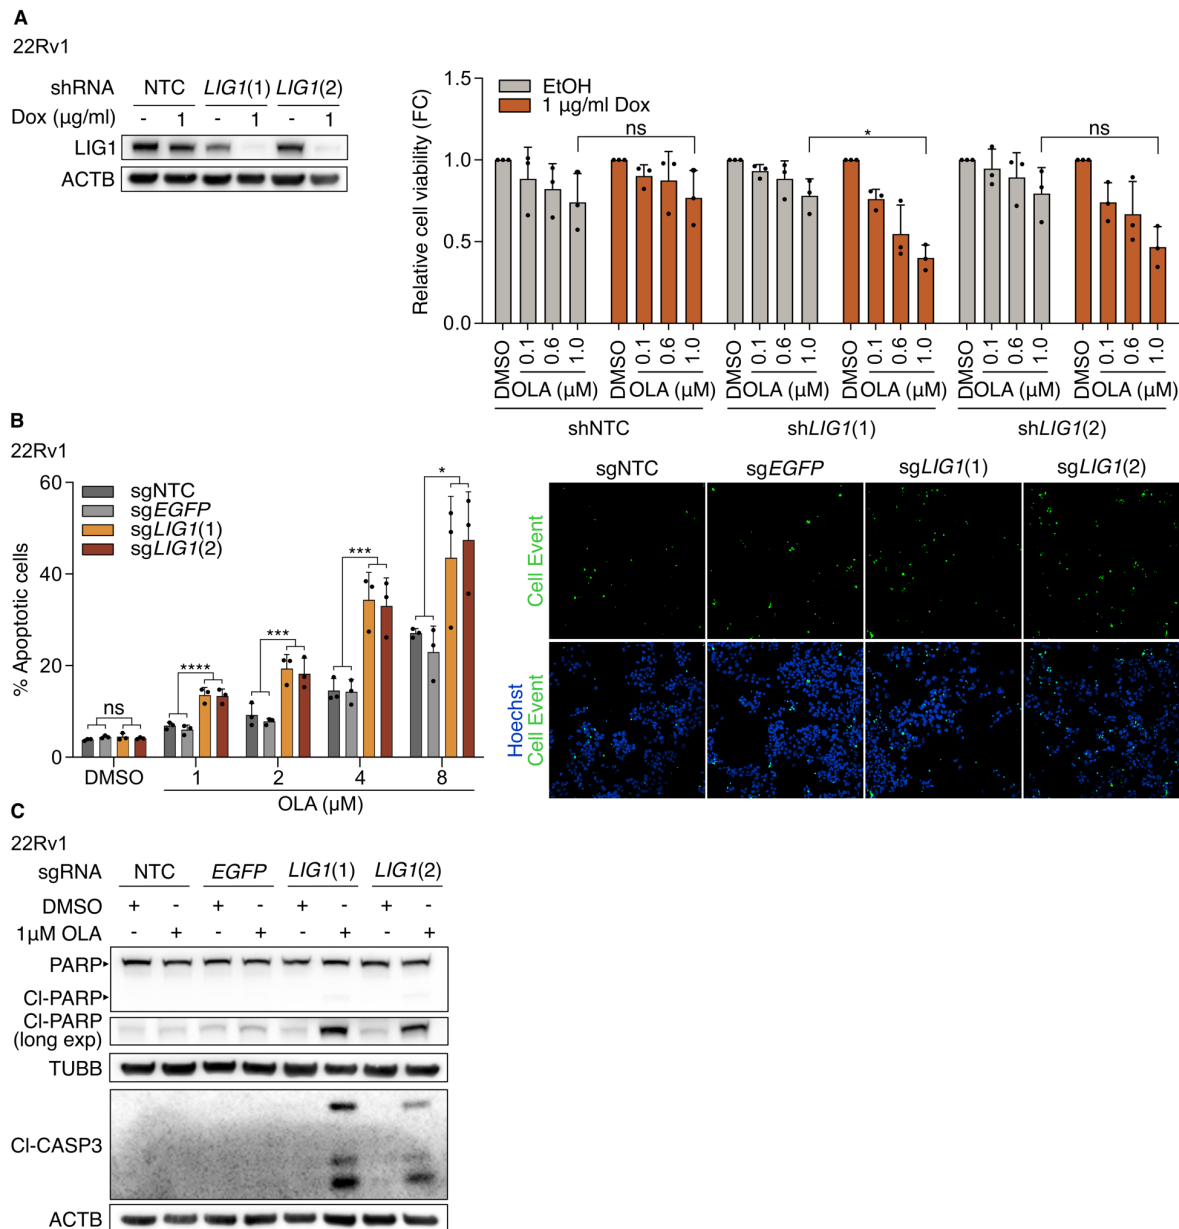 A
22Rv1
shRNA NTC LIG1(1) LIG1(2)
Dox (μg/ml) - 1 - 1 - 1
LIG1
ACTB
Relative cell viability (FC)
1.5
1.0
0.5
0.0
EtOH
1 μg/ml Dox
ns
*
ns
DMSO 0.1 0.6 1.0 DMSO 0.1 0.6 1.0 DMSO 0.1 0.6 1.0 DMSO 0.1 0.6 1.0 DMSO 0.1 0.6 1.0 DMSO 0.1 0.6 1.0
OLA (μM) OLA (μM) OLA (μM) OLA (μM) OLA (μM) OLA (μM)
shNTC shLIG1(1) shLIG1(2)
B
22Rv1
% Apoptotic cells
60
40
20
0
sgNTC
sgEGFP
sgLIG1(1)
sgLIG1(2)
ns
****
***
***
*
DMSO 1 2 4 8
OLA (μM)
sgNTC sgEGFP sgLIG1(1) sgLIG1(2)
Cell Event
Hoechst
Cell Event
C
22Rv1
sgRNA NTC EGFP LIG1(1) LIG1(2)
DMSO + - + - + - + -
1μM OLA - + - + - + - +
PARP
Cl-PARP
Cl-PARP
(long exp)
TUBB
Cl-CASP3
ACTB